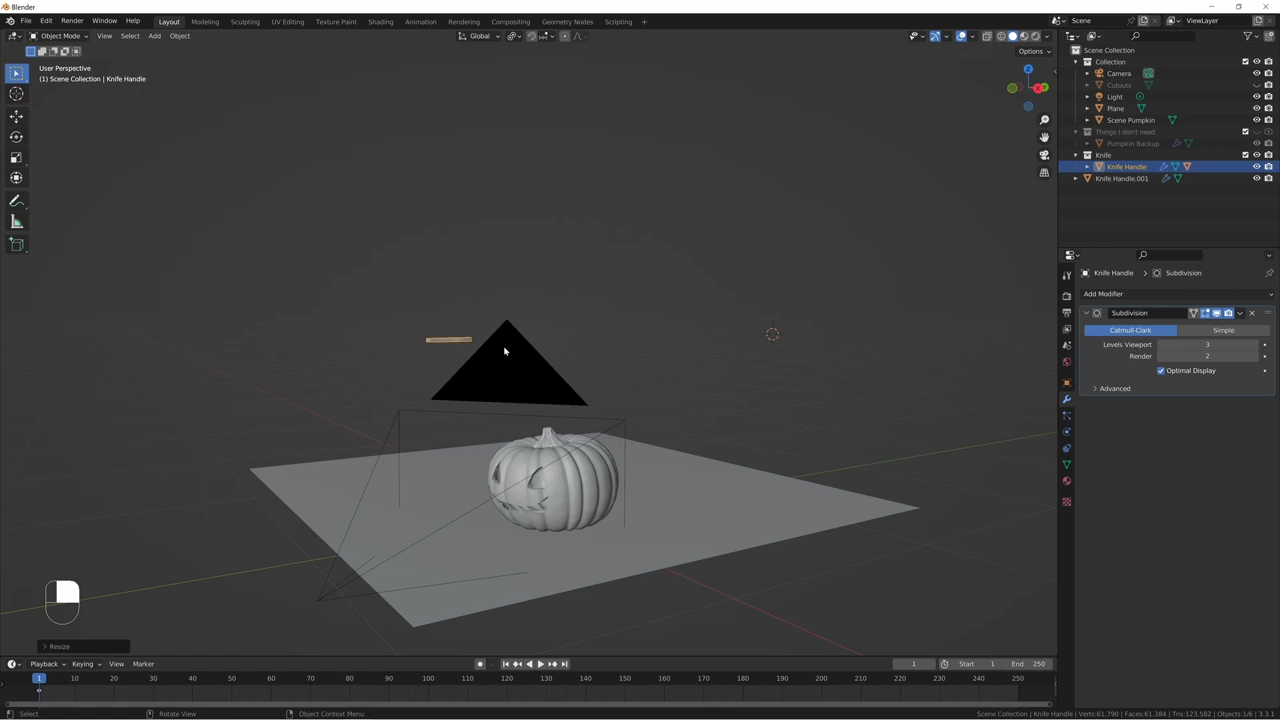 Blender
File Edit Render Window Help Layout Modeling Sculpting UV Editing Texture Paint Shading Animation Rendering Compositing Geometry Nodes Scripting + Scene ViewLayer
Object Mode View Select Add Object Global
Options
User Perspective
(1) Scene Collection | Knife Handle
Z
Y
X
Scene Collection
Collection
Camera
Cutouts
Light
Plane
Scene Pumpkin
Things I don't need
Pumpkin Backup
Knife
Knife Handle
Knife Handle.001
Knife Handle > Subdivision
Add Modifier
Subdivision
Catmull-Clark Simple
Levels Viewport 3
Render 2
Optimal Display
Advanced
Resize
Playback Keying View Marker 1 Start 1 End 250
1 10 20 30 40 50 60 70 80 90 100 110 120 130 140 150 160 170 180 190 200 210 220 230 240 250
Select Rotate View Object Context Menu Scene Collection | Knife Handle | Verts:61,790 | Faces:61,384 | Tris:123,582 | Objects:1/6 | 3.3.1